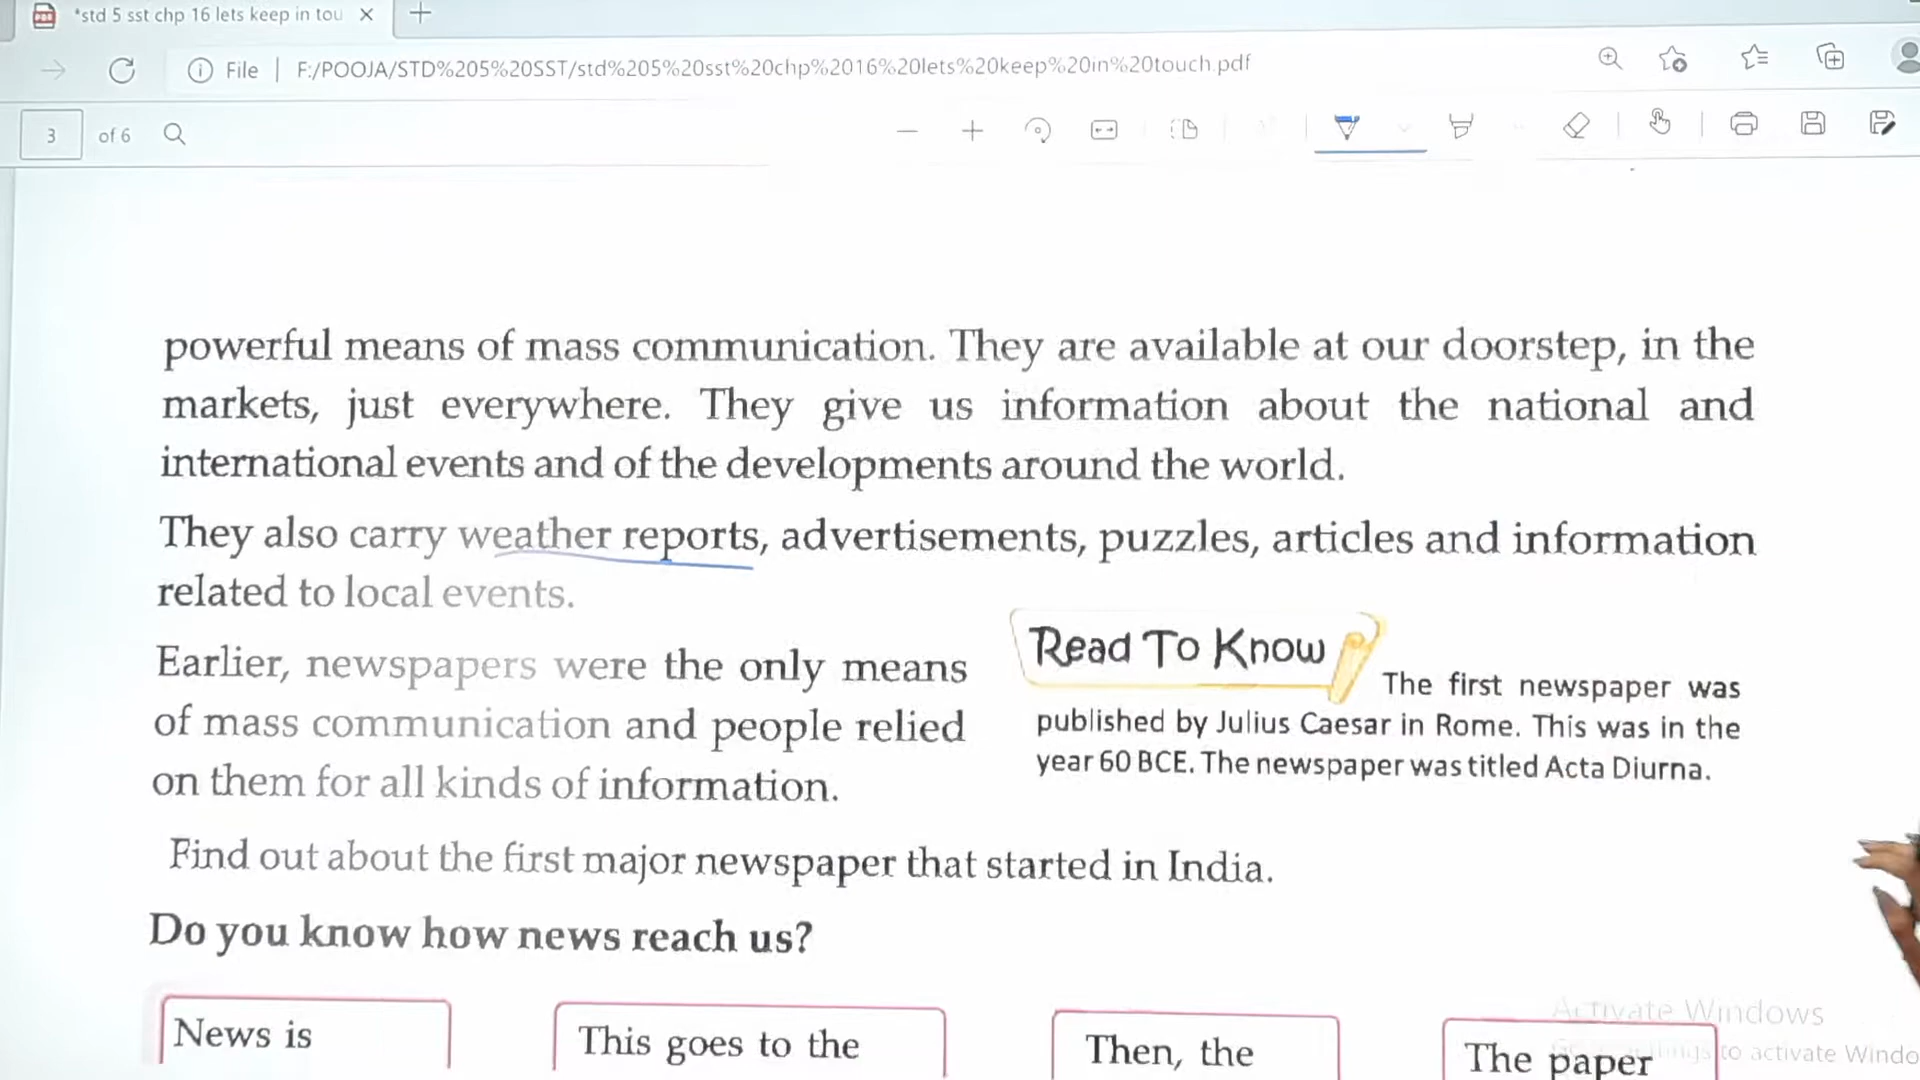 *std 5 sst chp 16 lets keep in tou
File | F:/POOJA/STD%205%20SST/std%205%20sst%20chp%2016%20lets%20keep%20in%20touch.pdf
3 of 6
powerful means of mass communication. They are available at our doorstep, in the
markets, just everywhere. They give us information about the national and
international events and of the developments around the world.
They also carry weather reports, advertisements, puzzles, articles and information
related to local events.
Earlier, newspapers were the only means
of mass communication and people relied
on them for all kinds of information.
Read To Know
The first newspaper was
published by Julius Caesar in Rome. This was in the
year 60 BCE. The newspaper was titled Acta Diurna.
Find out about the first major newspaper that started in India.
Do you know how news reach us?
News is
This goes to the
Then, the
The paper
Activate Windows
to activate Windo